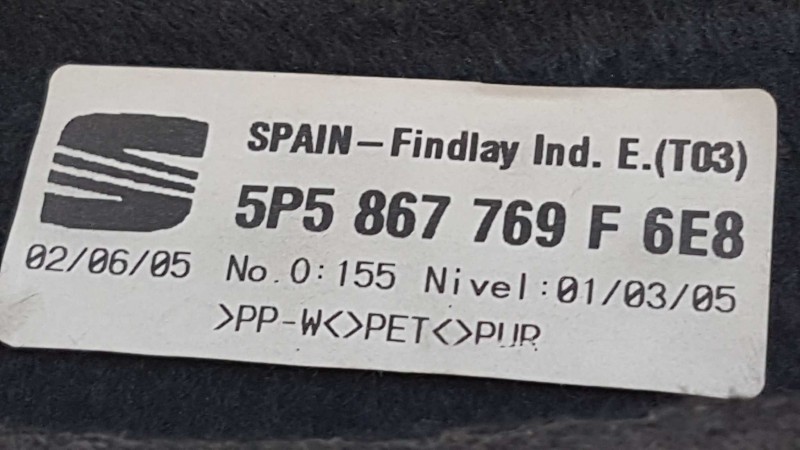 SPAIN-Findlay Ind. E.(T03)
5P5 867 769 F 6E8
02/06/05 No.0:155 Nivel:01/03/05
>PP-W<>PET<>PUR